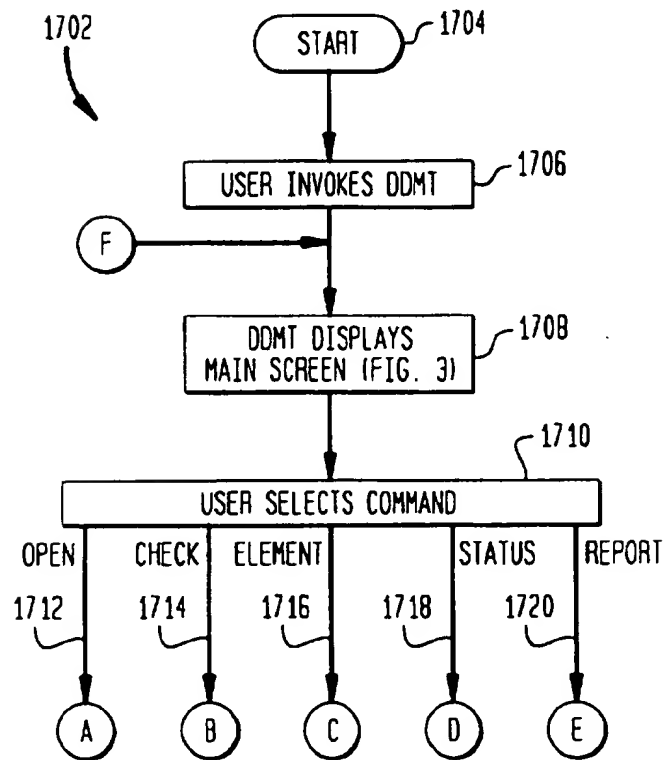 1702
START
1704
USER INVOKES DDMT
1706
F
DDMT DISPLAYS
MAIN SCREEN (FIG. 3)
1708
1710
USER SELECTS COMMAND
OPEN CHECK ELEMENT STATUS REPORT
1712 1714 1716 1718 1720
A B C D E